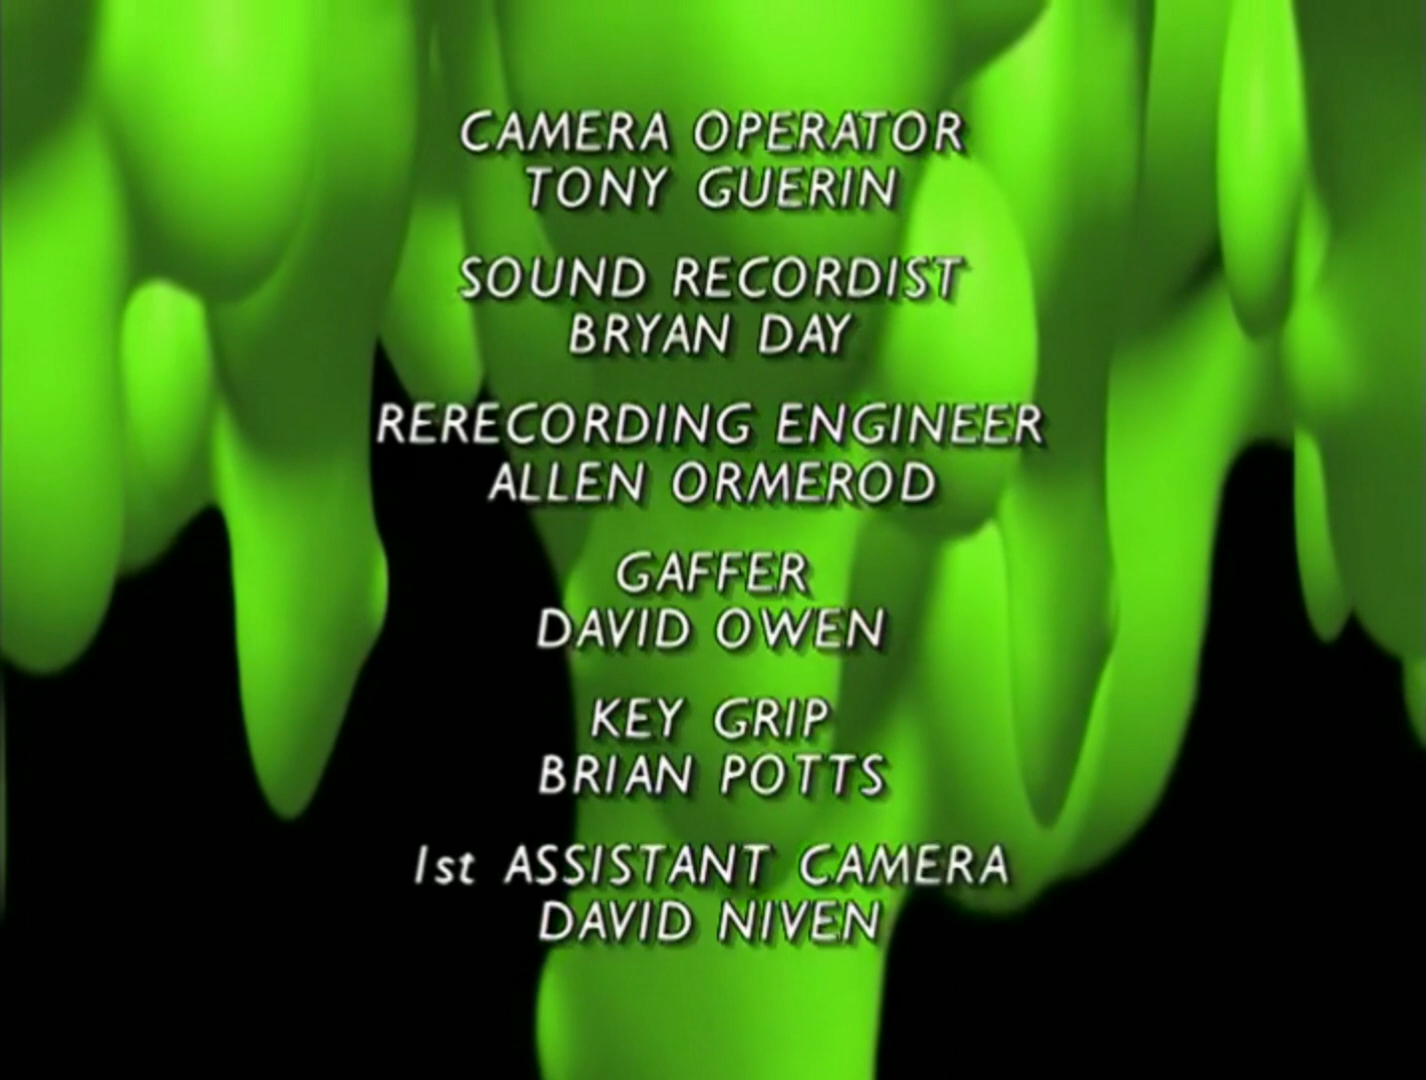 CAMERA OPERATOR
TONY GUERIN
SOUND RECORDIST
BRYAN DAY
RERECORDING ENGINEER
ALLEN ORMEROD
GAFFER
DAVID OWEN
KEY GRIP
BRIAN POTTS
1st ASSISTANT CAMERA
DAVID NIVEN